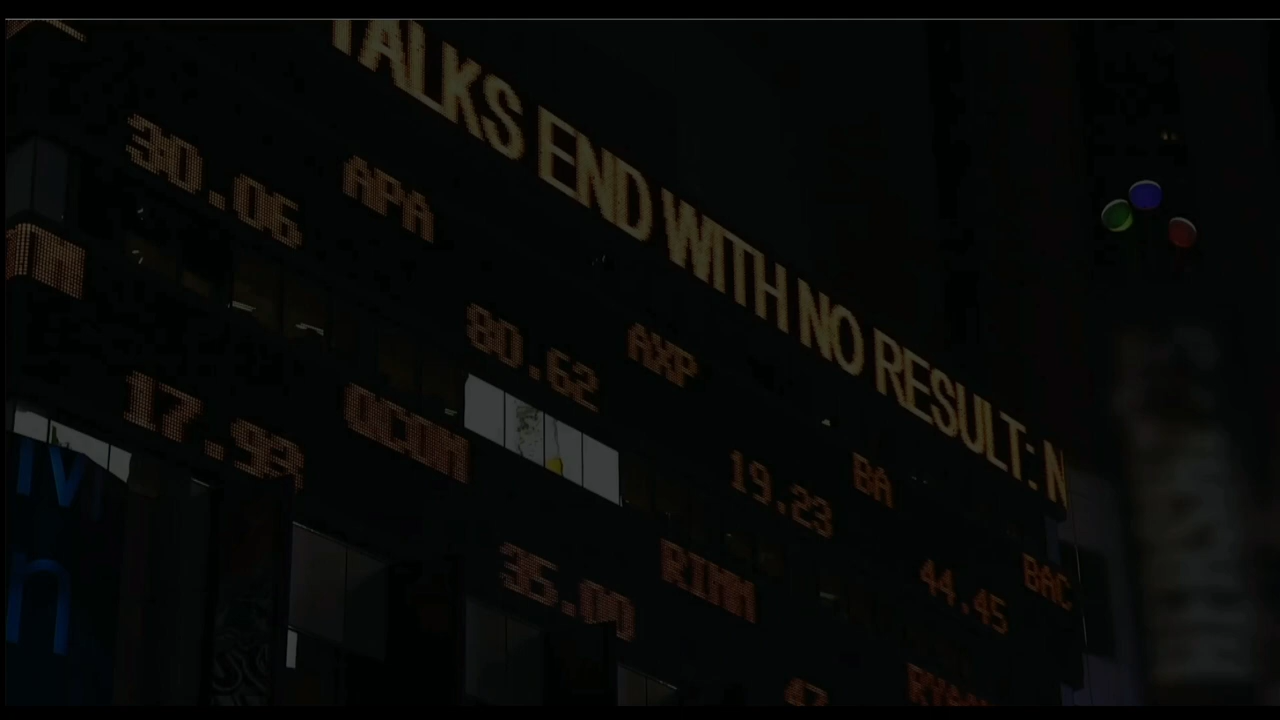 TALKS END WITH NO RESULT: N
30.06 APA
80.62 AXP
19.23 BA
44.45 BAC
17.93 QCOM
35.00 RIMM
47
n